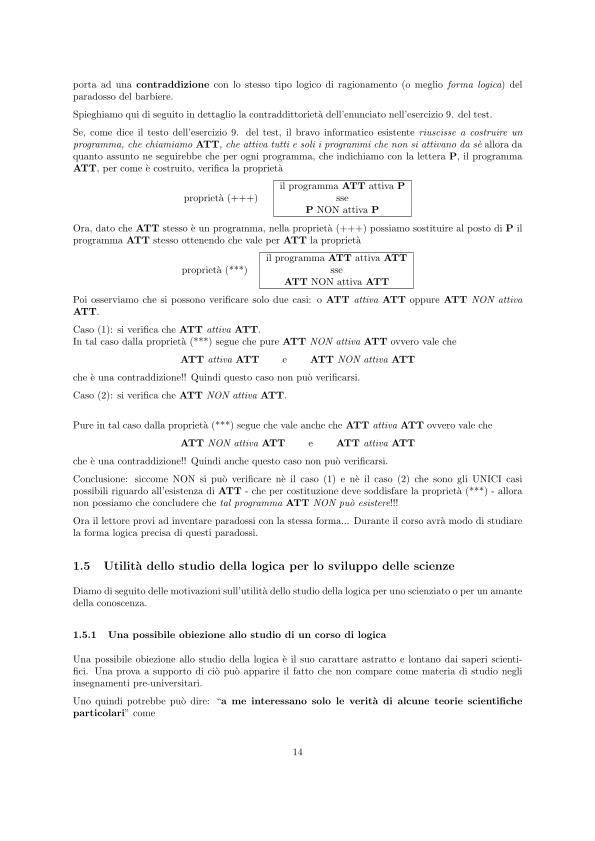 porta ad una contraddizione con lo stesso tipo logico di ragionamento (o meglio forma logica) del
paradosso del barbiere.
Spieghiamo qui di seguito in dettaglio la contraddittorietà dell'enunciato nell'esercizio 9. del test.
Se, come dice il testo dell'esercizio 9. del test, il bravo informatico esistente riuscisse a costruire un
programma, che chiamiamo ATT, che attiva tutti e soli i programmi che non si attivano da sè allora da
quanto assunto ne seguirebbe che per ogni programma, che indichiamo con la lettera P, il programma
ATT, per come è costruito, verifica la proprietà
il programma ATT attiva P
proprietà (+++) sse
P NON attiva P
Ora, dato che ATT stesso è un programma, nella proprietà (+++) possiamo sostituire al posto di P il
programma ATT stesso ottenendo che vale per ATT la proprietà
il programma ATT attiva ATT
proprietà (***) sse
ATT NON attiva ATT
Poi osserviamo che si possono verificare solo due casi: o ATT attiva ATT oppure ATT NON attiva
ATT.
Caso (1): si verifica che ATT attiva ATT.
In tal caso dalla proprietà (***) segue che pure ATT NON attiva ATT ovvero vale che
ATT attiva ATT e ATT NON attiva ATT
che è una contraddizione!! Quindi questo caso non può verificarsi.
Caso (2): si verifica che ATT NON attiva ATT.
Pure in tal caso dalla proprietà (***) segue che vale anche che ATT attiva ATT ovvero vale che
ATT NON attiva ATT e ATT attiva ATT
che è una contraddizione!! Quindi anche questo caso non può verificarsi.
Conclusione: siccome NON si può verificare nè il caso (1) e nè il caso (2) che sono gli UNICI casi
possibili riguardo all'esistenza di ATT - che per costituzione deve soddisfare la proprietà (***) - allora
non possiamo che concludere che tal programma ATT NON può esistere!!!
Ora il lettore provi ad inventare paradossi con la stessa forma... Durante il corso avrà modo di studiare
la forma logica precisa di questi paradossi.
1.5 Utilità dello studio della logica per lo sviluppo delle scienze
Diamo di seguito delle motivazioni sull'utilità dello studio della logica per uno scienziato o per un amante
della conoscenza.
1.5.1 Una possibile obiezione allo studio di un corso di logica
Una possibile obiezione allo studio della logica è il suo carattare astratto e lontano dai saperi scienti-
fici. Una prova a supporto di ciò può apparire il fatto che non compare come materia di studio negli
insegnamenti pre-universitari.
Uno quindi potrebbe può dire: "a me interessano solo le verità di alcune teorie scientifiche
particolari" come
14